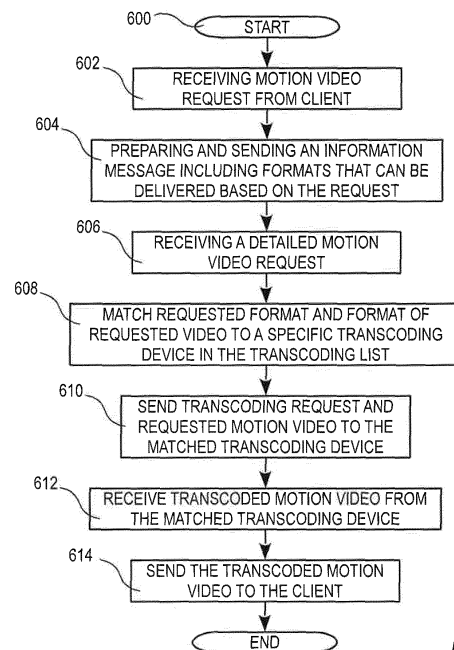 600
START
602
RECEIVING MOTION VIDEO
REQUEST FROM CLIENT
604
PREPARING AND SENDING AN INFORMATION
MESSAGE INCLUDING FORMATS THAT CAN BE
DELIVERED BASED ON THE REQUEST
606
RECEIVING A DETAILED MOTION
VIDEO REQUEST
608
MATCH REQUESTED FORMAT AND FORMAT OF
REQUESTED VIDEO TO A SPECIFIC TRANSCODING
DEVICE IN THE TRANSCODING LIST
610
SEND TRANSCODING REQUEST AND
REQUESTED MOTION VIDEO TO THE
MATCHED TRANSCODING DEVICE
612
RECEIVE TRANSCODED MOTION VIDEO FROM
THE MATCHED TRANSCODING DEVICE
614
SEND THE TRANSCODED MOTION
VIDEO TO THE CLIENT
END